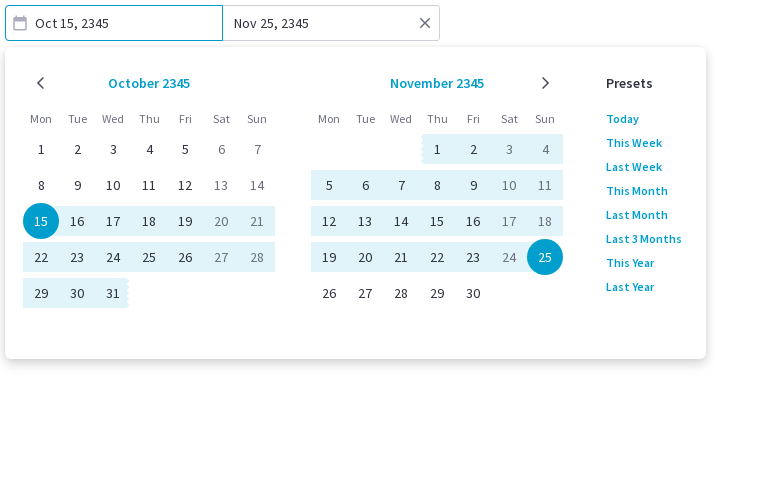 Oct 15, 2345 Nov 25, 2345
October 2345
Mon Tue Wed Thu Fri Sat Sun
1 2 3 4 5 6 7
8 9 10 11 12 13 14
15 16 17 18 19 20 21
22 23 24 25 26 27 28
29 30 31
November 2345
Mon Tue Wed Thu Fri Sat Sun
1 2 3 4
5 6 7 8 9 10 11
12 13 14 15 16 17 18
19 20 21 22 23 24 25
26 27 28 29 30
Presets
Today
This Week
Last Week
This Month
Last Month
Last 3 Months
This Year
Last Year